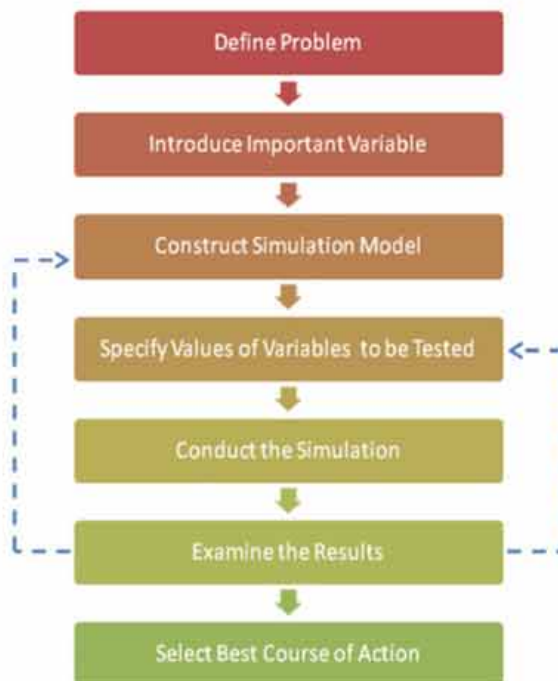 Define Problem
Introduce Important Variable
Construct Simulation Model
Specify Values of Variables to be Tested
Conduct the Simulation
Examine the Results
Select Best Course of Action